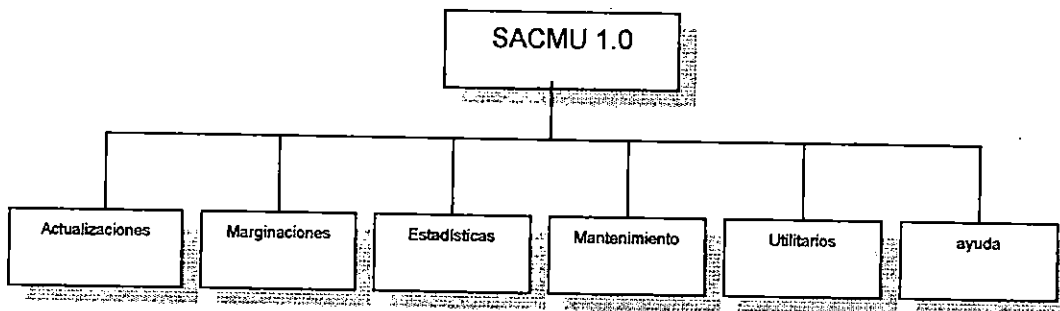 SACMU 1.0
Actualizaciones
Marginaciones
Estadísticas
Mantenimiento
Utilitarios
ayuda